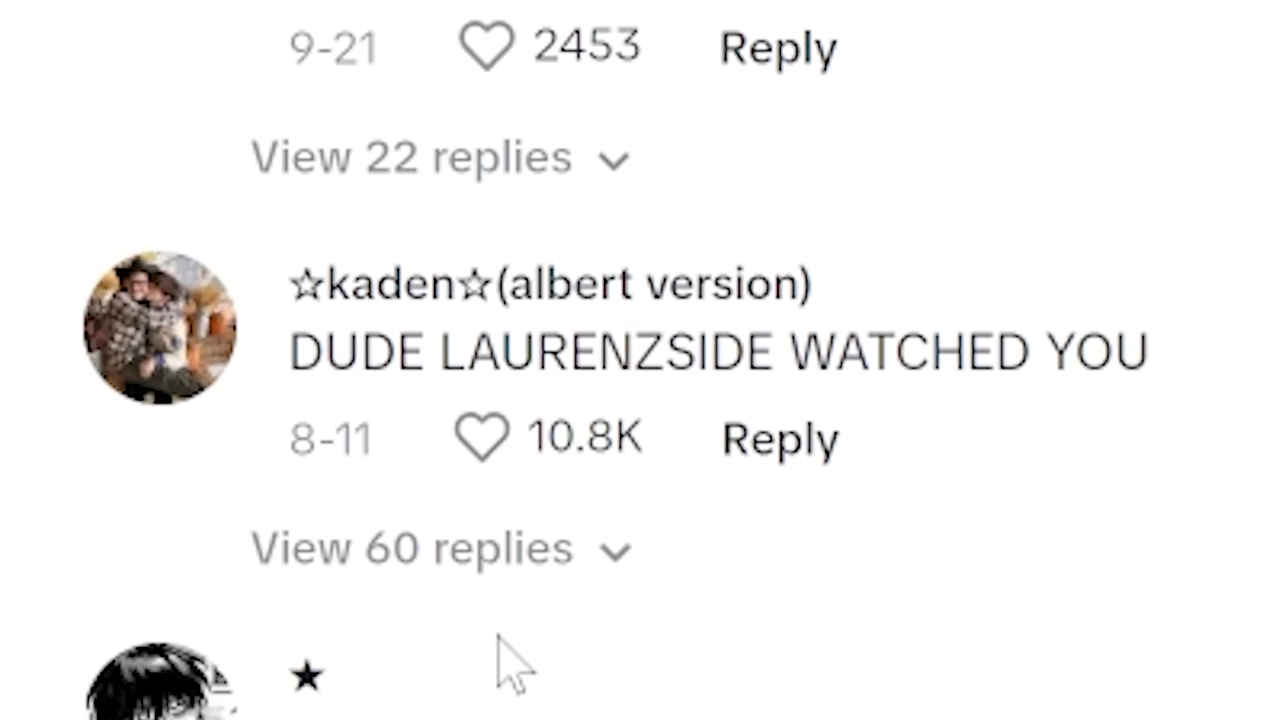 9-21 2453 Reply
View 22 replies
☆kaden☆(albert version)
DUDE LAURENZSIDE WATCHED YOU
8-11 10.8K Reply
View 60 replies
★